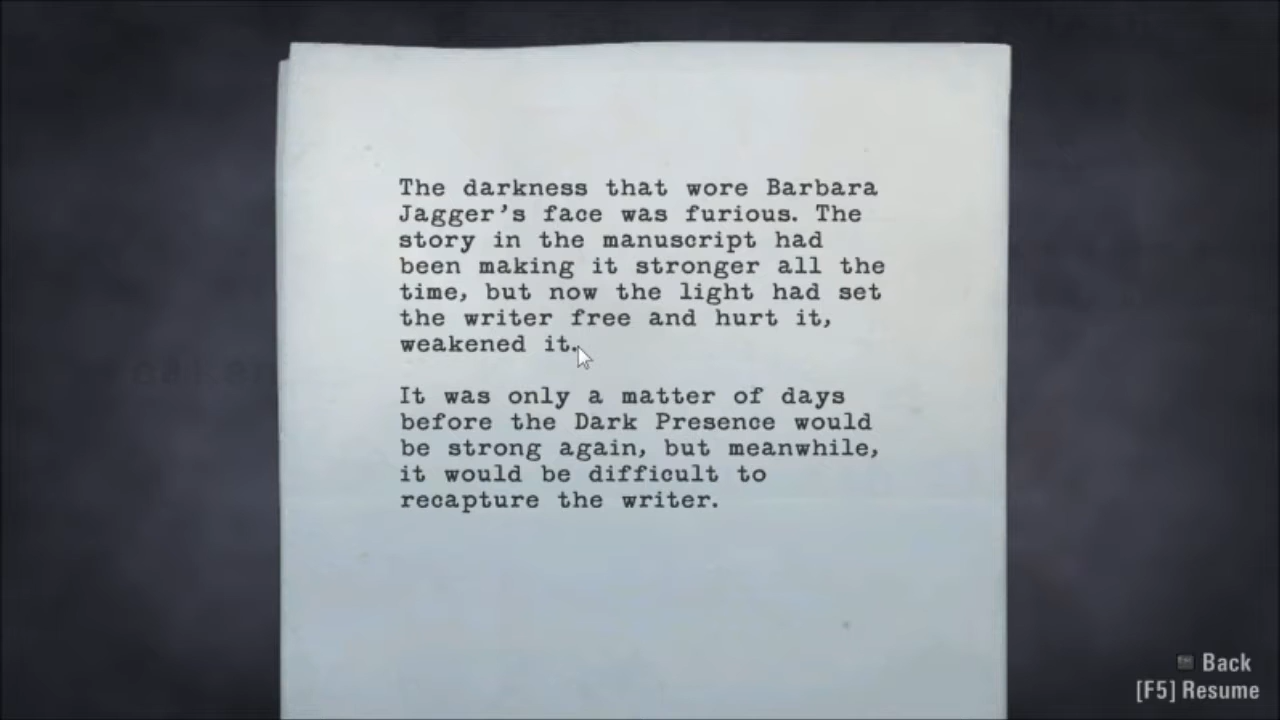 The darkness that wore Barbara
Jagger's face was furious. The
story in the manuscript had
been making it stronger all the
time, but now the light had set
the writer free and hurt it,
weakened it.
It was only a matter of days
before the Dark Presence would
be strong again, but meanwhile,
it would be difficult to
recapture the writer.
Back
[F5] Resume